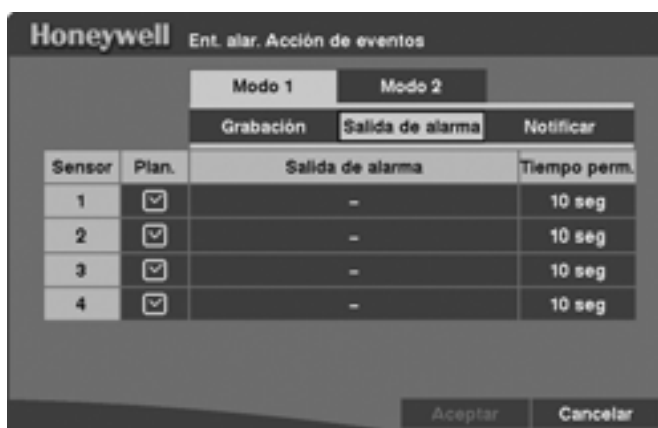 Honeywell Ent. alar. Acción de eventos
Modo 1 Modo 2
Grabación Salida de alarma Notificar
Sensor Plan. Salida de alarma Tiempo perm.
1 – 10 seg
2 – 10 seg
3 – 10 seg
4 – 10 seg
Aceptar Cancelar